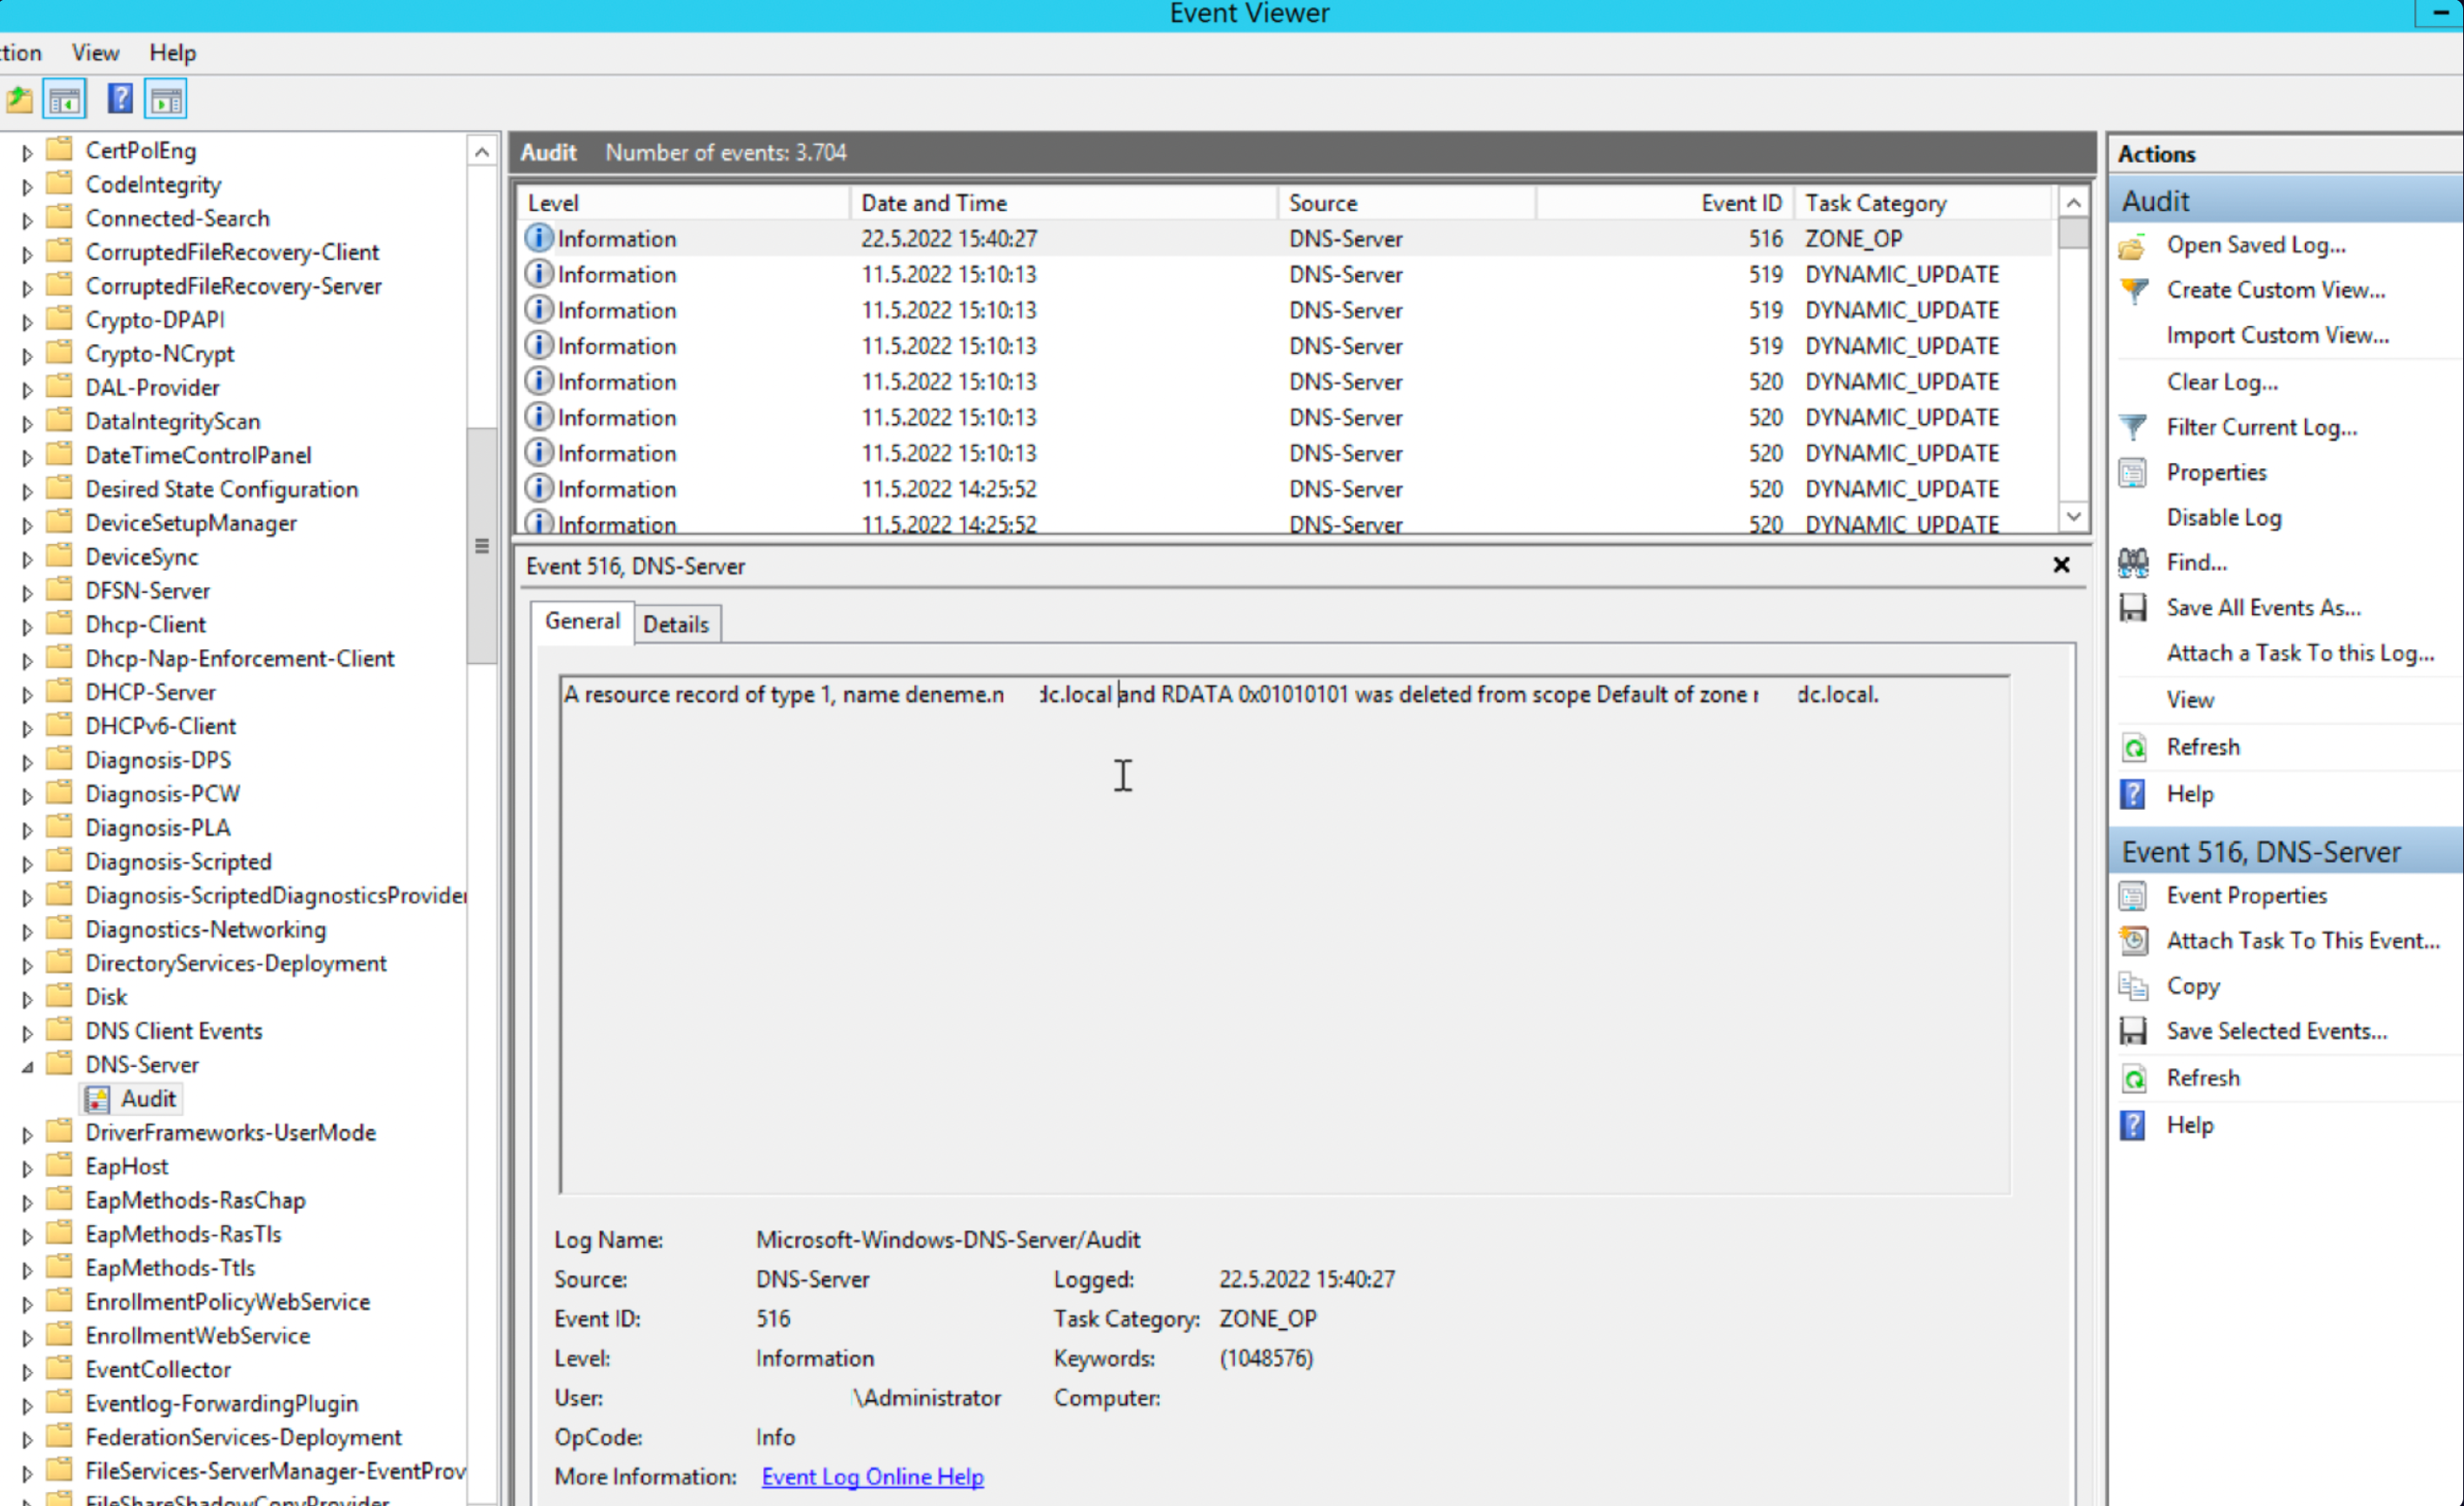 Event Viewer
tion View Help
CertPolEng
CodeIntegrity
Connected-Search
CorruptedFileRecovery-Client
CorruptedFileRecovery-Server
Crypto-DPAPI
Crypto-NCrypt
DAL-Provider
DataIntegrityScan
DateTimeControlPanel
Desired State Configuration
DeviceSetupManager
DeviceSync
DFSN-Server
Dhcp-Client
Dhcp-Nap-Enforcement-Client
DHCP-Server
DHCPv6-Client
Diagnosis-DPS
Diagnosis-PCW
Diagnosis-PLA
Diagnosis-Scripted
Diagnosis-ScriptedDiagnosticsProvider
Diagnostics-Networking
DirectoryServices-Deployment
Disk
DNS Client Events
DNS-Server
Audit
DriverFrameworks-UserMode
EapHost
EapMethods-RasChap
EapMethods-RasTls
EapMethods-Ttls
EnrollmentPolicyWebService
EnrollmentWebService
EventCollector
Eventlog-ForwardingPlugin
FederationServices-Deployment
FileServices-ServerManager-EventProv
FileShareShadowCopyProvider
Audit Number of events: 3.704
Level Date and Time Source Event ID Task Category
Information 22.5.2022 15:40:27 DNS-Server 516 ZONE_OP
Information 11.5.2022 15:10:13 DNS-Server 519 DYNAMIC_UPDATE
Information 11.5.2022 15:10:13 DNS-Server 519 DYNAMIC_UPDATE
Information 11.5.2022 15:10:13 DNS-Server 519 DYNAMIC_UPDATE
Information 11.5.2022 15:10:13 DNS-Server 520 DYNAMIC_UPDATE
Information 11.5.2022 15:10:13 DNS-Server 520 DYNAMIC_UPDATE
Information 11.5.2022 15:10:13 DNS-Server 520 DYNAMIC_UPDATE
Information 11.5.2022 14:25:52 DNS-Server 520 DYNAMIC_UPDATE
Information 11.5.2022 14:25:52 DNS-Server 520 DYNAMIC_UPDATE
Event 516, DNS-Server
General Details
A resource record of type 1, name deneme.n dc.local and RDATA 0x01010101 was deleted from scope Default of zone dc.local.
Log Name: Microsoft-Windows-DNS-Server/Audit
Source: DNS-Server Logged: 22.5.2022 15:40:27
Event ID: 516 Task Category: ZONE_OP
Level: Information Keywords: (1048576)
User: \Administrator Computer:
OpCode: Info
More Information: Event Log Online Help
Actions
Audit
Open Saved Log...
Create Custom View...
Import Custom View...
Clear Log...
Filter Current Log...
Properties
Disable Log
Find...
Save All Events As...
Attach a Task To this Log...
View
Refresh
Help
Event 516, DNS-Server
Event Properties
Attach Task To This Event...
Copy
Save Selected Events...
Refresh
Help